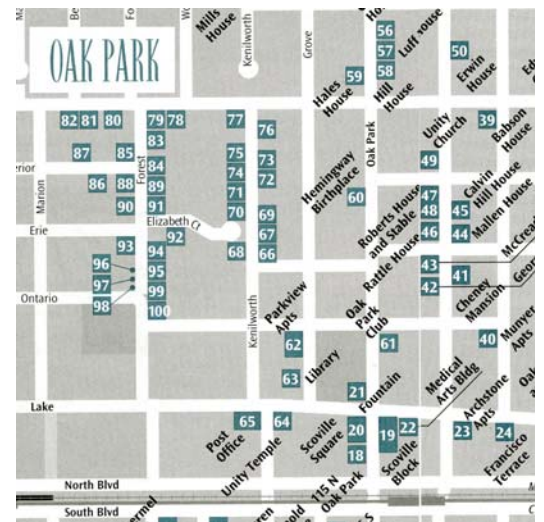 OAK PARK
Mills
House
Kenilworth
Grove
Hales
House
59
56
57
58
Luff House
Hill
House
50
Erwin
House
82 81 80
79 78
77
83
76
87
85
75
73
84
74
72
86
88
89
71
90
91
70
69
Marion
Forest
Elizabeth Ct
Erie
92
67
68
66
93
94
96
95
97
99
98
100
Ontario
Oak Park
Unity
Church
39
Babson
House
49
Hemingway
Birthplace
60
Calvin
Hill House
47
48
45
Roberts House
and Stable
Mallen House
46
44
Rattle House
43
41
42
Cheney
Mansion
Kenilworth
Parkview
Apts
62
63
Library
Oak
Park
Club
61
40
Munyer
Apts
21
Fountain
Medical
Arts Bldg
Archstone
Apts
Lake
65
64
20
19
22
23
24
18
Post
Office
Unity Temple
Scoville
Square
Scoville
Block
Francisco
Terrace
North Blvd
South Blvd
115 N
Oak Park